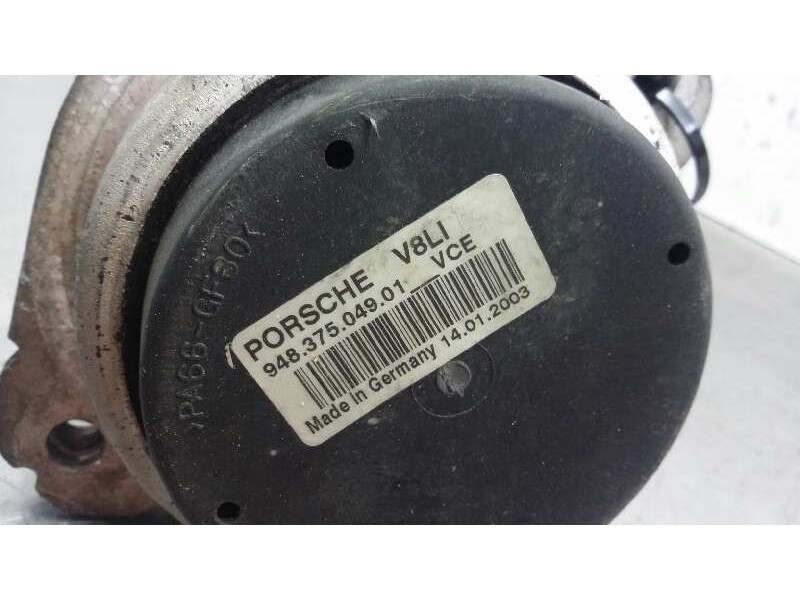 >PA66-GF30<
PORSCHE V8LI
948.375.049.01 VCE
Made in Germany 14.01.2003